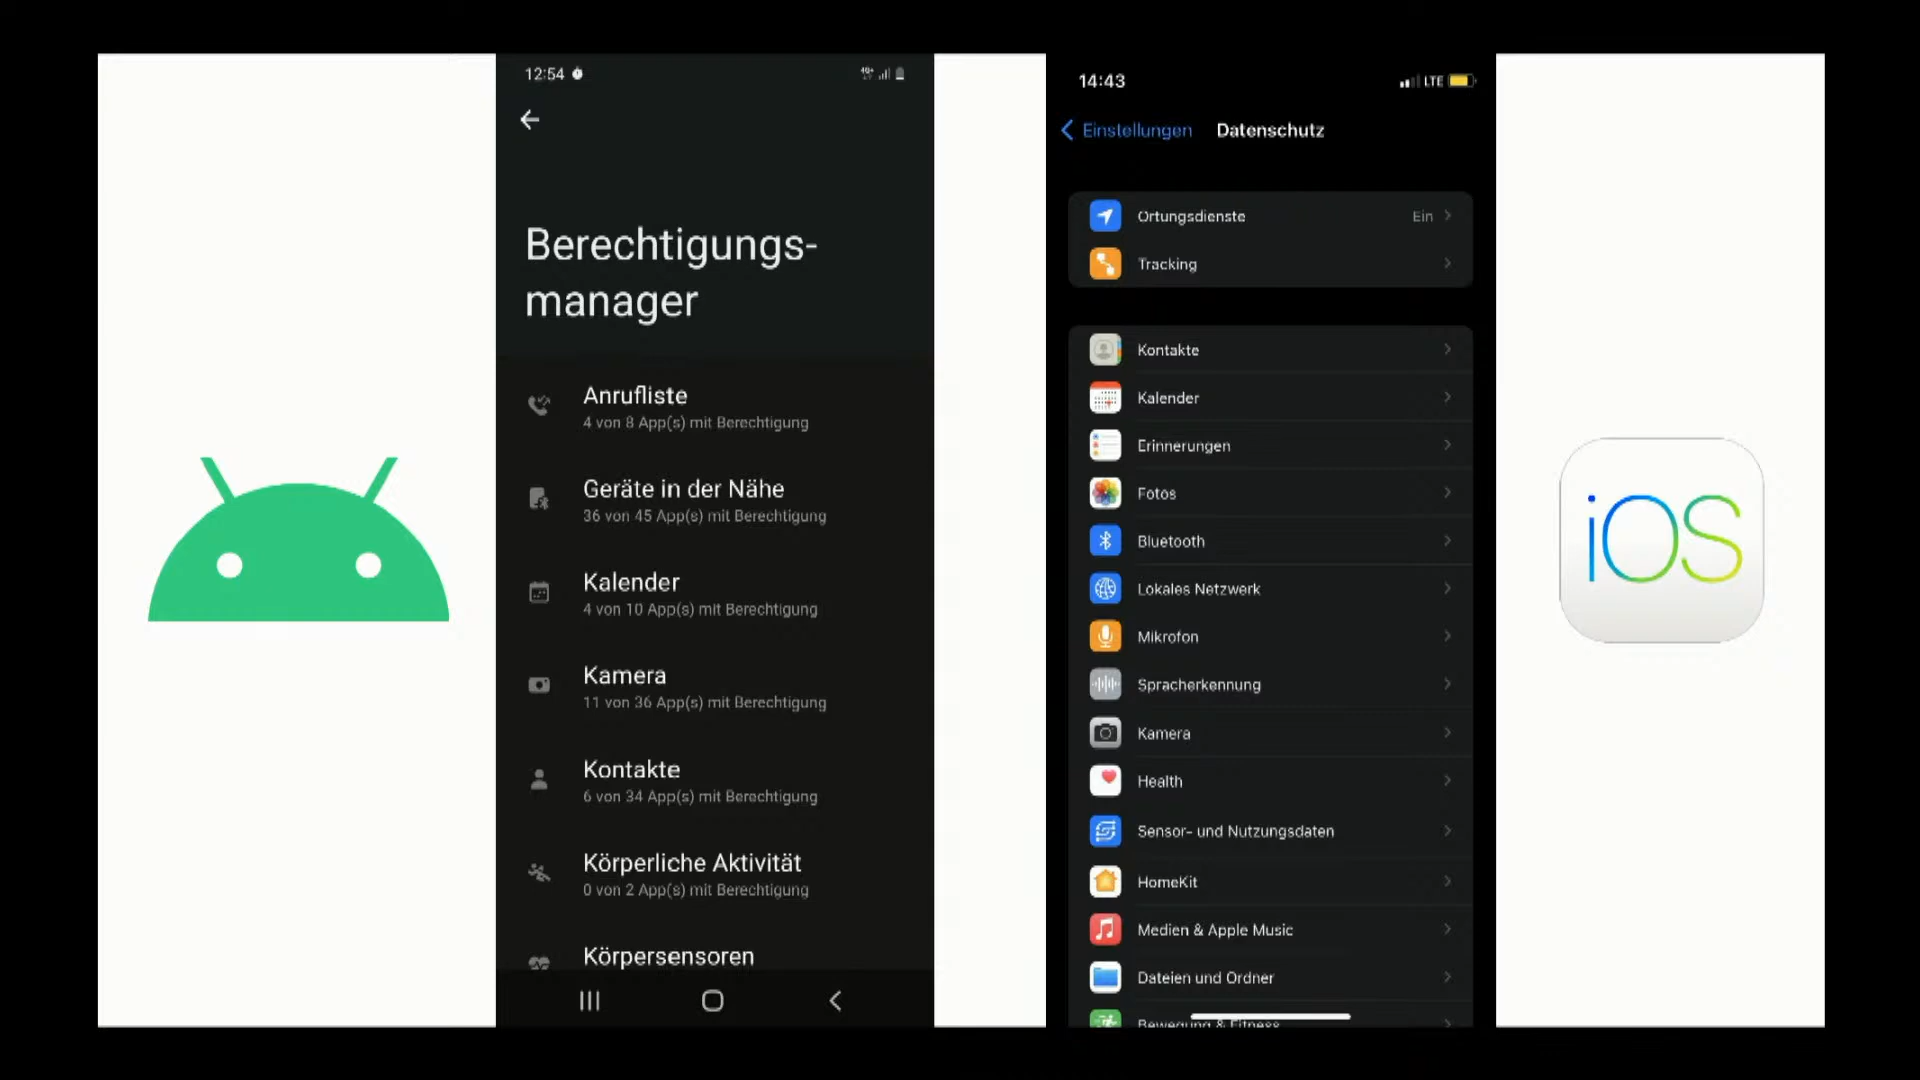 12:54
Berechtigungs-
manager
Anrufliste
4 von 8 App(s) mit Berechtigung
Geräte in der Nähe
36 von 45 App(s) mit Berechtigung
Kalender
4 von 10 App(s) mit Berechtigung
Kamera
11 von 36 App(s) mit Berechtigung
Kontakte
6 von 34 App(s) mit Berechtigung
Körperliche Aktivität
0 von 2 App(s) mit Berechtigung
Körpersensoren
14:43
LTE
Einstellungen Datenschutz
Ortungsdienste Ein
Tracking
Kontakte
Kalender
Erinnerungen
Fotos
Bluetooth
Lokales Netzwerk
Mikrofon
Spracherkennung
Kamera
Health
Sensor- und Nutzungsdaten
HomeKit
Medien & Apple Music
Dateien und Ordner
Bewegung & Fitness
iOS